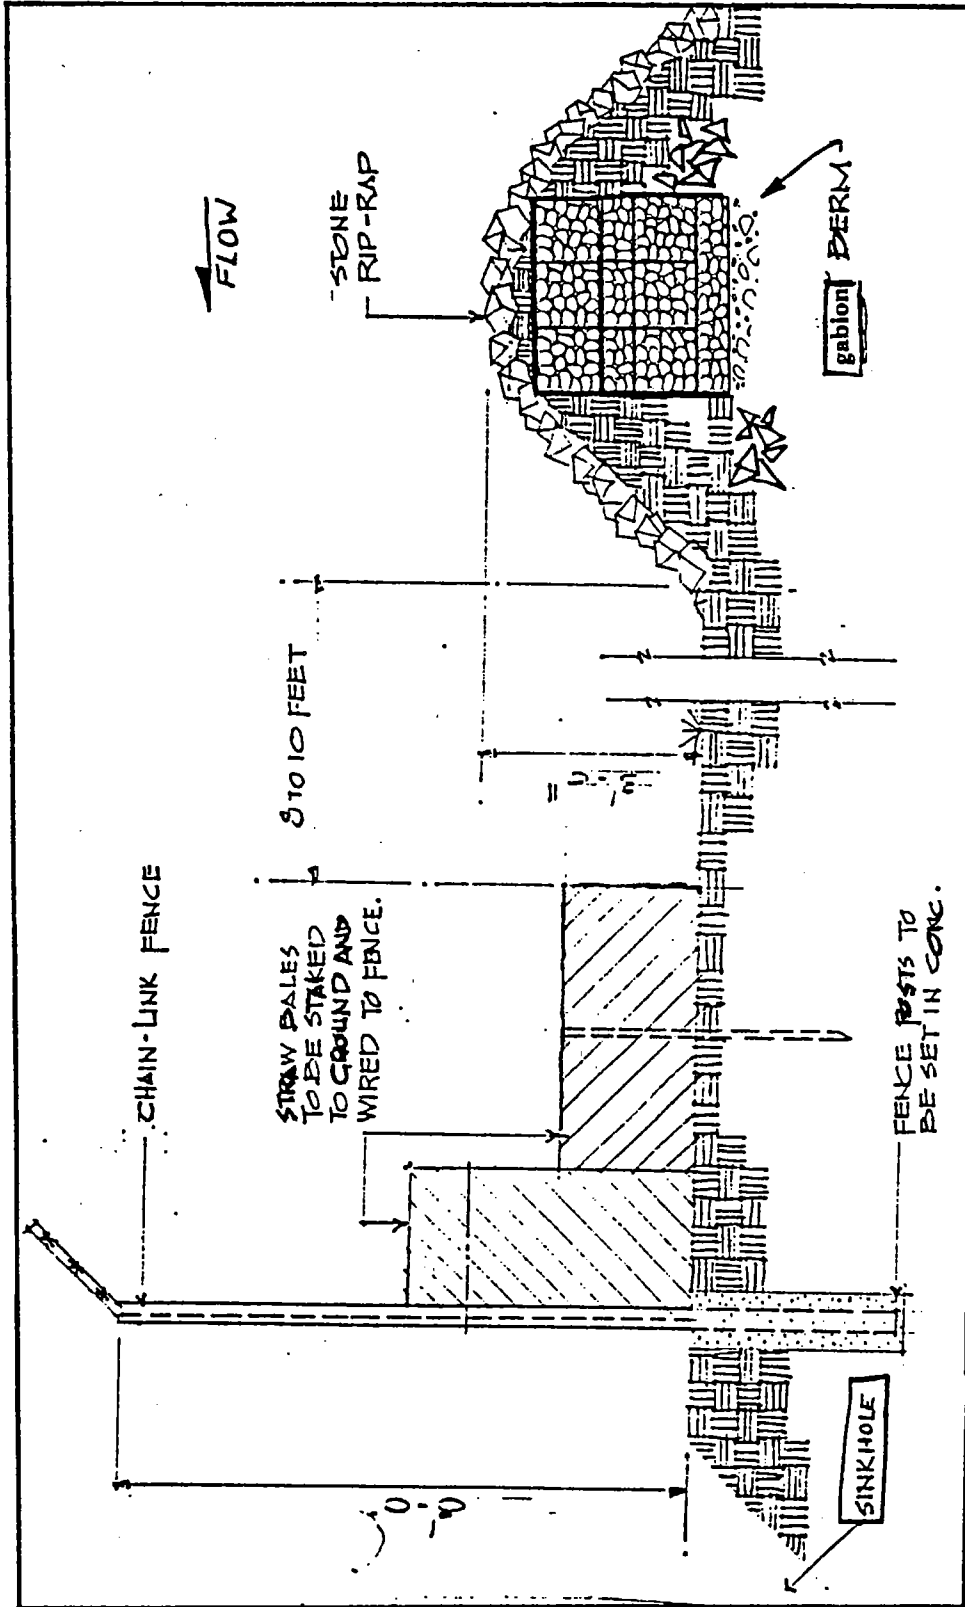 FLOW
STONE
RIP-RAP
gabion BERM
8 TO 10 FEET
CHAIN-LINK FENCE
STRAW BALES
TO BE STAKED
TO GROUND AND
WIRED TO FENCE.
FENCE POSTS TO
BE SET IN CONC.
SINKHOLE